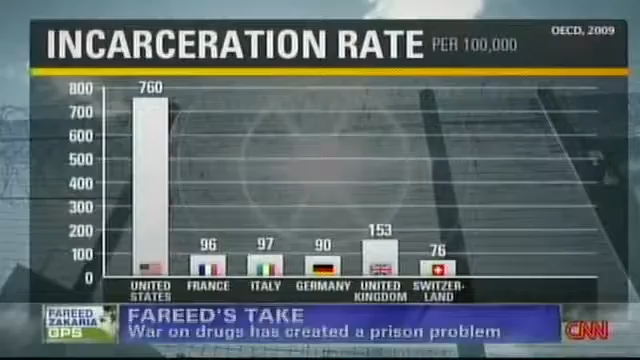 OECD, 2009
INCARCERATION RATE PER 100,000
800
700
600
500
400
300
200
100
0
760
96
97
90
153
76
UNITED
STATES
FRANCE
ITALY
GERMANY
UNITED
KINGDOM
SWITZER-
LAND
FAREED
ZAKARIA
GPS
FAREED'S TAKE
War on drugs has created a prison problem
CNN